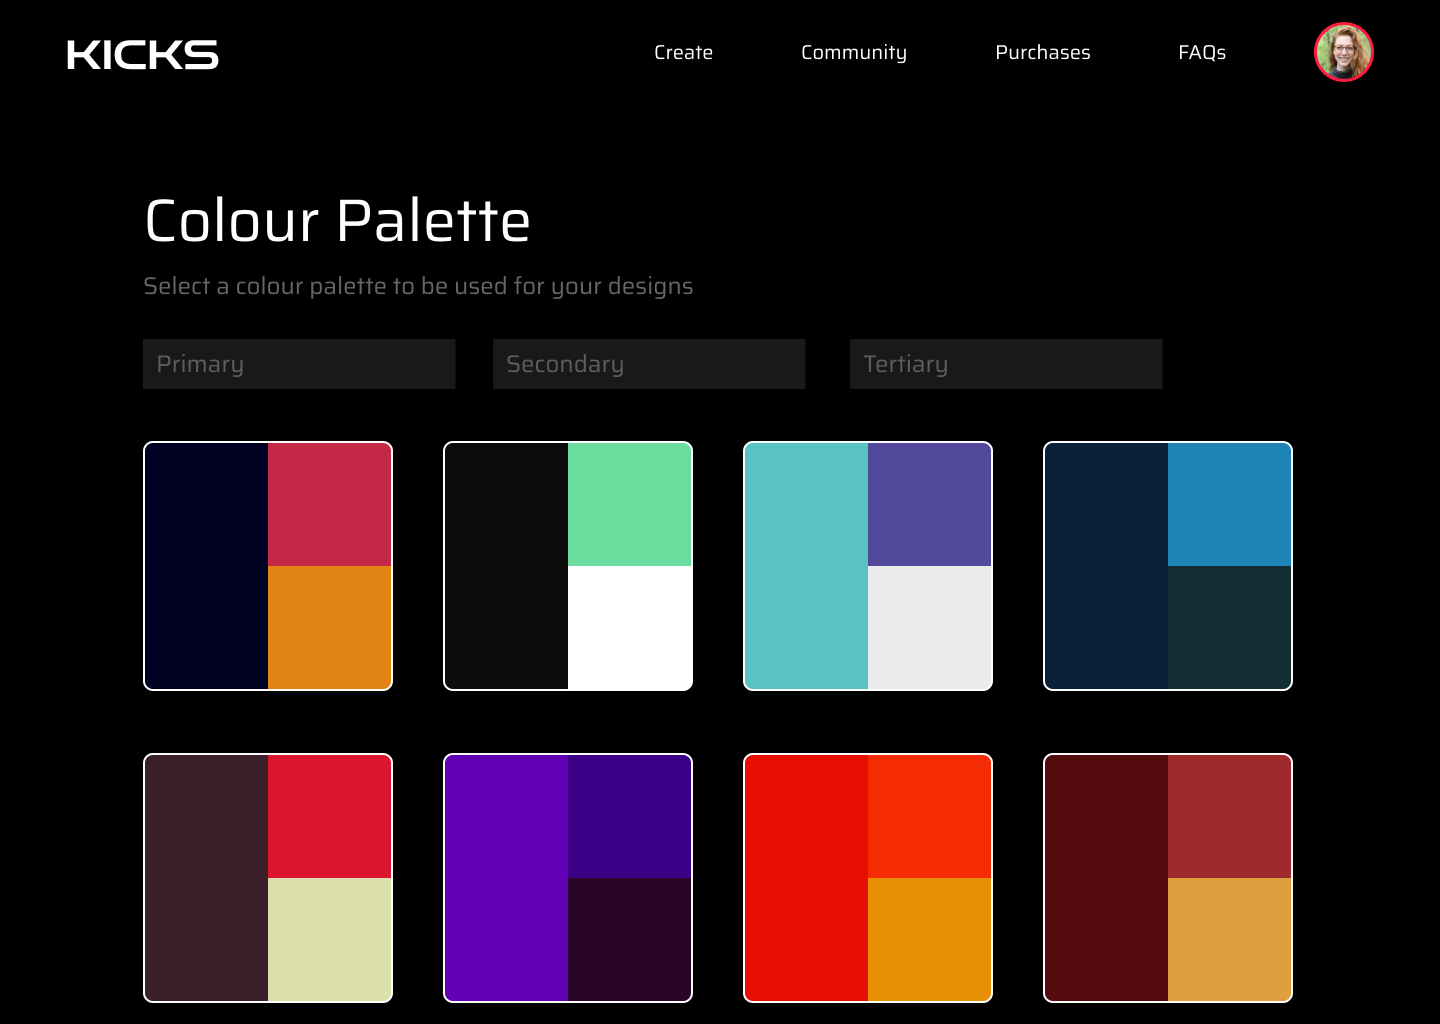 KICKS
Create Community Purchases FAQs
Colour Palette
Select a colour palette to be used for your designs
Primary Secondary Tertiary